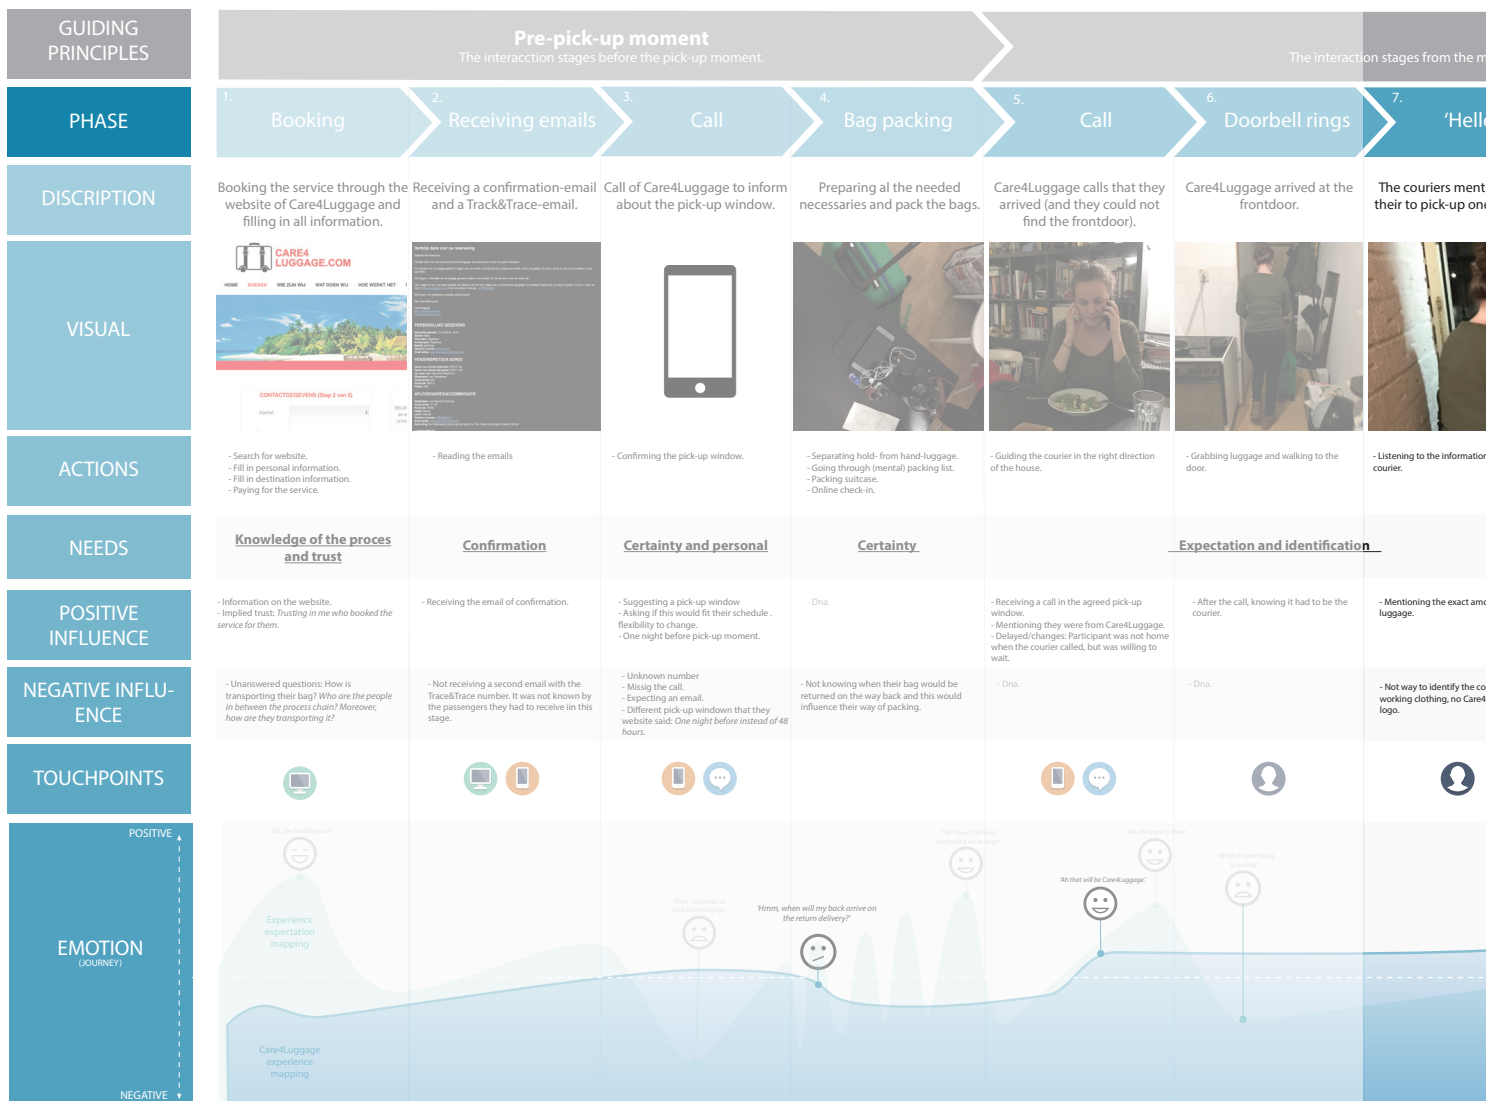 GUIDING
PRINCIPLES
Pre-pick-up moment
The interacction stages before the pick-up moment.
The interaction stages from the m
PHASE
1.
Booking
2.
Receiving emails
3.
Call
4.
Bag packing
5.
Call
6.
Doorbell rings
7.
'Hell
DISCRIPTION
Booking the service through the
website of Care4Luggage and
filling in all information.
Receiving a confirmation-email
and a Track&Trace-email.
Call of Care4Luggage to inform
about the pick-up window.
Preparing al the needed
necessaries and pack the bags.
Care4Luggage calls that they
arrived (and they could not
find the frontdoor).
Care4Luggage arrived at the
frontdoor.
The couriers ment
their to pick-up one
VISUAL
CARE4
LUGGAGE.COM
HOME BOEKEN WIE ZIJN WIJ WAT DOEN WIJ HOE WERKT HET
CONTACTGEGEVENS (Stap 2 van 5)
Aanhef
PERSOONLIJKE GEGEVENS
ACTIONS
- Search for website.
- Fill in personal information.
- Fill in destination information.
- Paying for the service.
- Reading the emails
- Confirming the pick-up window.
- Separating hold- from hand-luggage.
- Going through (mental) packing list.
- Packing suitcase.
- Online check-in.
- Guiding the courier in the right direction
of the house.
- Grabbing luggage and walking to the
door.
- Listening to the information
courier.
NEEDS
Knowledge of the proces
and trust
Confirmation
Certainty and personal
Certainty
Expectation and identification
POSITIVE
INFLUENCE
- Information on the website.
- Implied trust: Trusting in me who booked the
service for them.
- Receiving the email of confirmation.
- Suggesting a pick-up window
- Asking if this would fit their schedule .
flexibility to change.
- One night before pick-up moment.
- Dna.
- Receiving a call in the agreed pick-up
window.
- Mentioning they were from Care4Luggage.
- Delayed/changes: Participant was not home
when the courier called, but was willing to
wait.
- After the call, knowing it had to be the
courier.
- Mentioning the exact amo
luggage.
NEGATIVE INFLU-
ENCE
- Unanswered questions: How is
transporting their bag? Who are the people
in between the process chain? Moreover,
how are they transporting it?
- Not receiving a second email with the
Trace&Trace number. It was not known by
the passengers they had to receive iin this
stage.
- Unknown number
- Missig the call.
- Expecting an email.
- Different pick-up windown that they
website said: One night before instead of 48
hours.
- Not knowing when their bag would be
returned on the way back and this would
influence their way of packing.
- Dna.
- Dna.
- Not way to identify the co
working clothing, no Care4
logo.
TOUCHPOINTS
EMOTION
(JOURNEY)
POSITIVE
NEGATIVE
Experience
expectation
mapping
Care4Luggage
experience
mapping
'Hmm, when will my back arrive on
the return delivery?'
'Ah that will be Care4Luggage.'